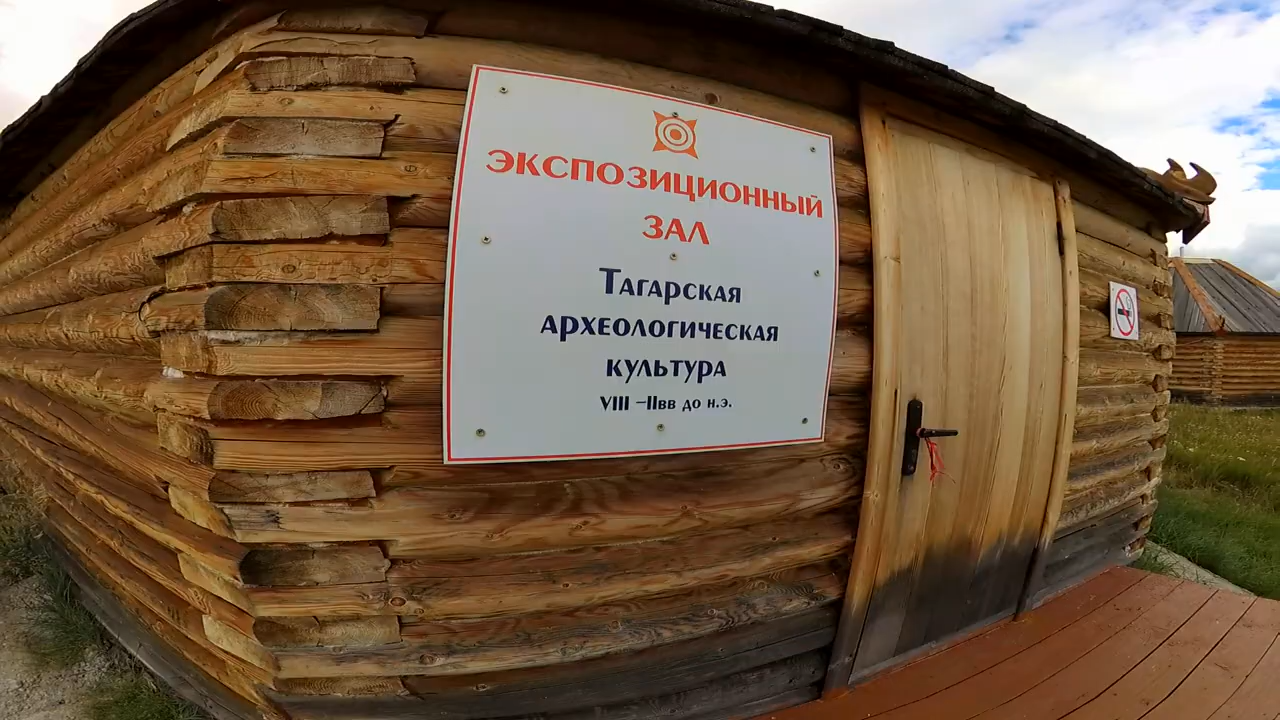 ЭКСПОЗИЦИОННЫЙ
ЗАЛ
Тагарская
археологическая
культура
VIII –IIвв до н.э.